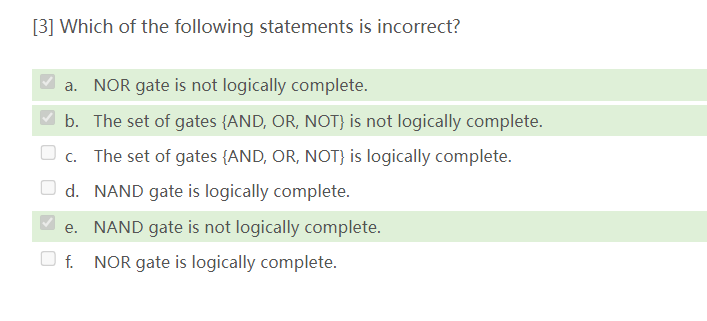 [3] Which of the following statements is incorrect?
a. NOR gate is not logically complete.
b. The set of gates {AND, OR, NOT} is not logically complete.
c. The set of gates {AND, OR, NOT} is logically complete.
d. NAND gate is logically complete.
e. NAND gate is not logically complete.
f. NOR gate is logically complete.